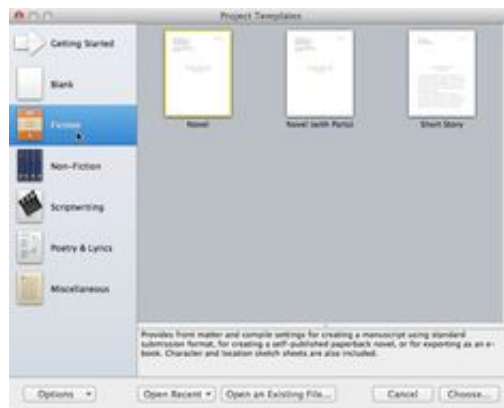 Project Templates
Getting Started
Blank
Fiction
Non-Fiction
Scriptwriting
Poetry & Lyrics
Miscellaneous
Novel
Novel (with Parts)
Short Story
Provides front matter and compile settings for creating a manuscript using standard
submission format, for creating a self-published paperback novel, or for exporting as an e-
book. Character and location sketch sheets are also included.
Options
Open Recent
Open an Existing File...
Cancel
Choose...